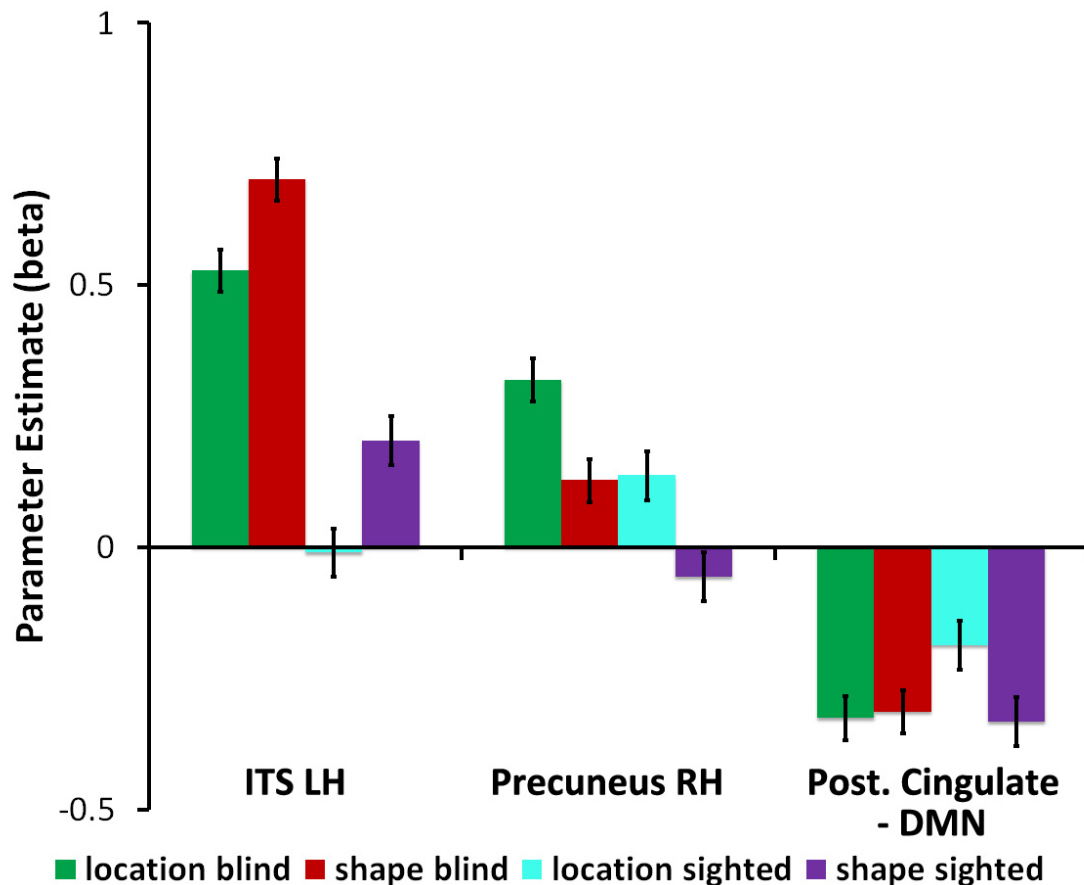 1
0.5
0
-0.5
Parameter Estimate (beta)
ITS LH
Precuneus RH
Post. Cingulate
- DMN
location blind shape blind location sighted shape sighted